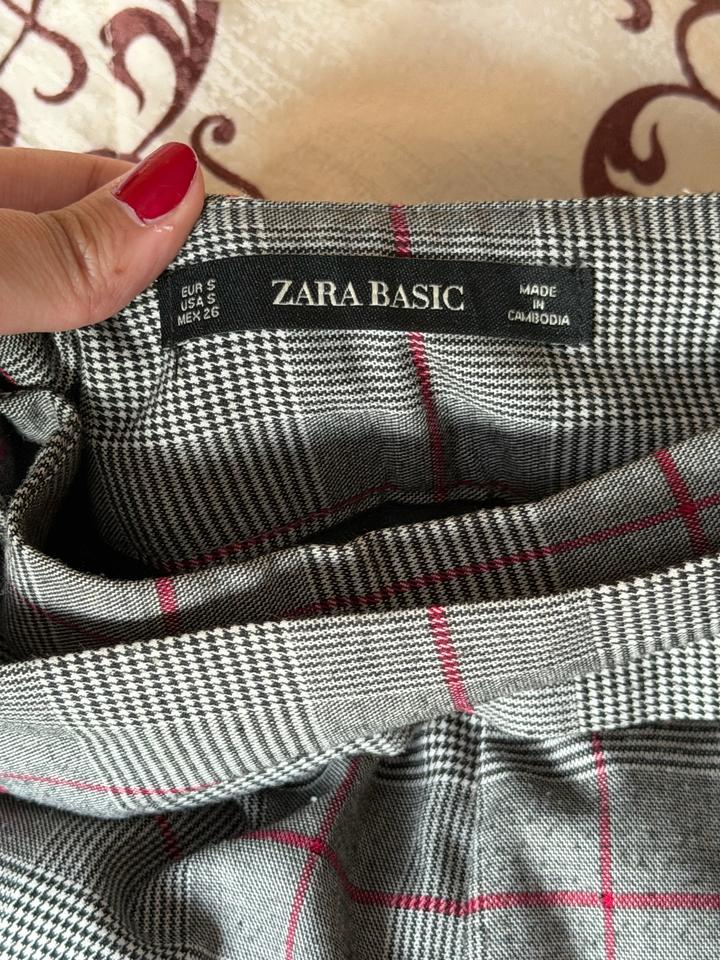 EUR S
USA S
MEX 26
ZARA BASIC
MADE
IN
CAMBODIA